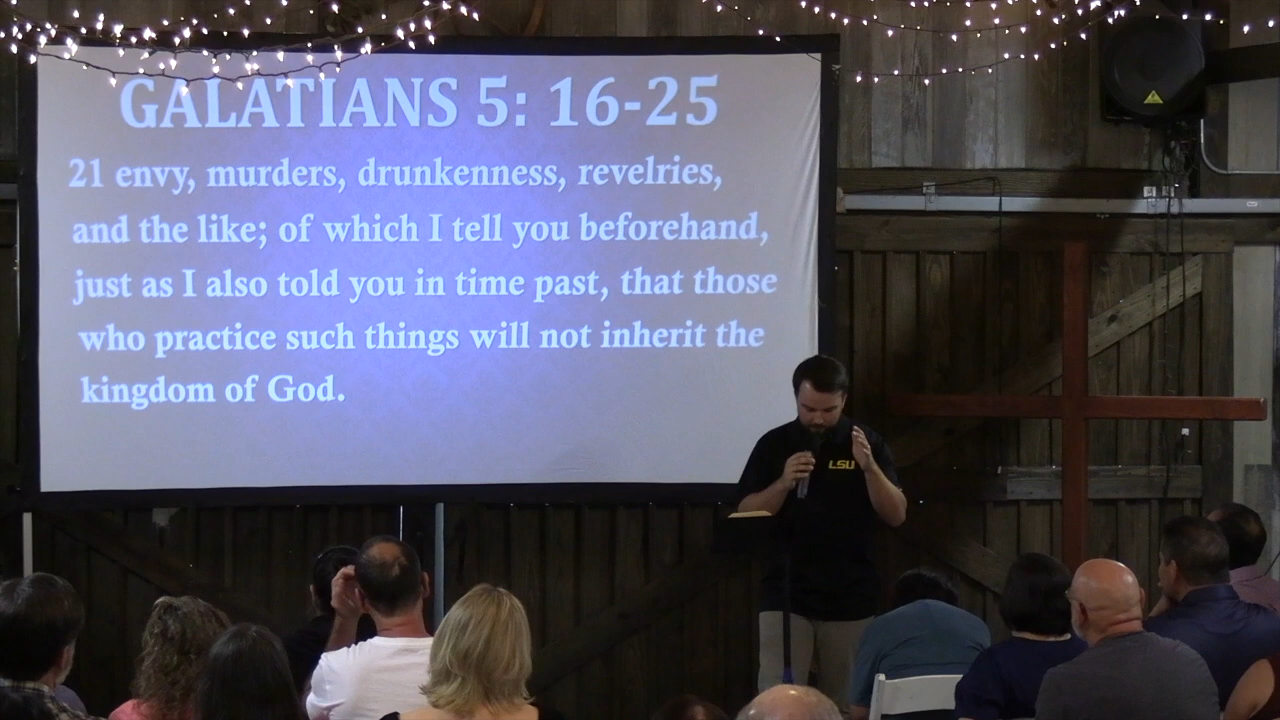 GALATIANS 5: 16-25
21 envy, murders, drunkenness, revelries,
and the like; of which I tell you beforehand,
just as I also told you in time past, that those
who practice such things will not inherit the
kingdom of God.
LSU